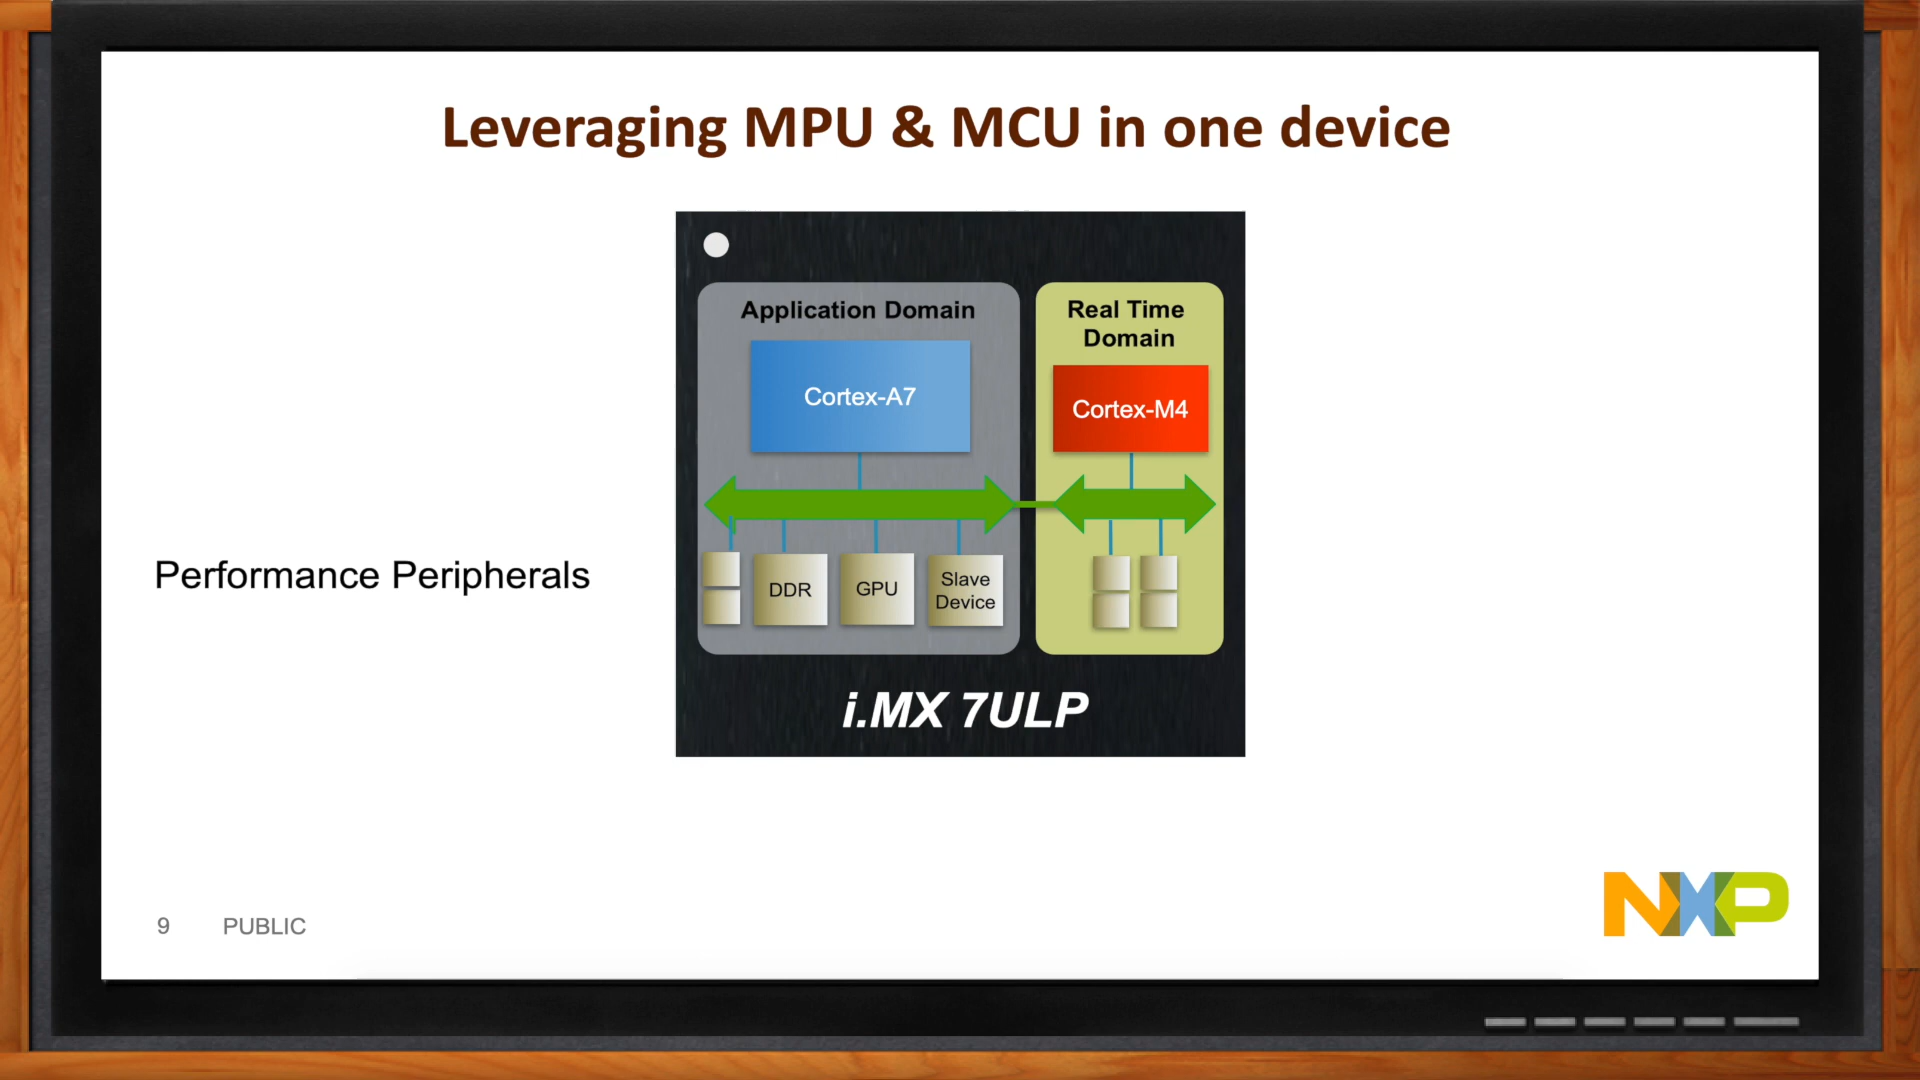 Leveraging MPU & MCU in one device
Application Domain
Real Time
Domain
Cortex-A7
Cortex-M4
Performance Peripherals
DDR
GPU
Slave
Device
i.MX 7ULP
9
PUBLIC
NXP